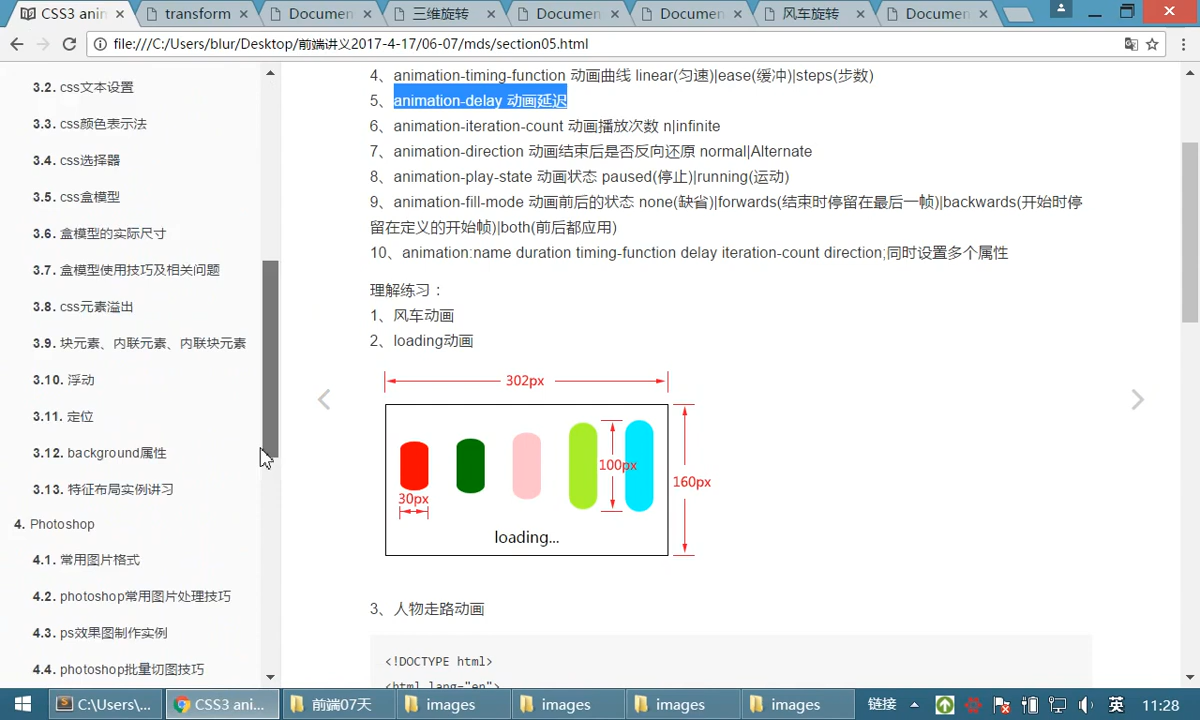 CSS3 anim
transform
Documen
三维旋转
Documen
Documen
风车旋转
Documen
file:///C:/Users/blur/Desktop/前端讲义2017-4-17/06-07/mds/section05.html
3.2. css文本设置
3.3. css颜色表示法
3.4. css选择器
3.5. css盒模型
3.6. 盒模型的实际尺寸
3.7. 盒模型使用技巧及相关问题
3.8. css元素溢出
3.9. 块元素、内联元素、内联块元素
3.10. 浮动
3.11. 定位
3.12. background属性
3.13. 特征布局实例讲习
4. Photoshop
4.1. 常用图片格式
4.2. photoshop常用图片处理技巧
4.3. ps效果图制作实例
4.4. photoshop批量切图技巧
4、animation-timing-function 动画曲线 linear(匀速)|ease(缓冲)|steps(步数)
5、animation-delay 动画延迟
6、animation-iteration-count 动画播放次数 n|infinite
7、animation-direction 动画结束后是否反向还原 normal|Alternate
8、animation-play-state 动画状态 paused(停止)|running(运动)
9、animation-fill-mode 动画前后的状态 none(缺省)|forwards(结束时停留在最后一帧)|backwards(开始时停
留在定义的开始帧)|both(前后都应用)
10、animation:name duration timing-function delay iteration-count direction;同时设置多个属性
理解练习：
1、风车动画
2、loading动画
302px
100px
160px
30px
loading...
3、人物走路动画
<!DOCTYPE html>
<html lang="en">
C:\Users\...
CSS3 ani...
前端07天
images
images
images
images
链接
英
11:28